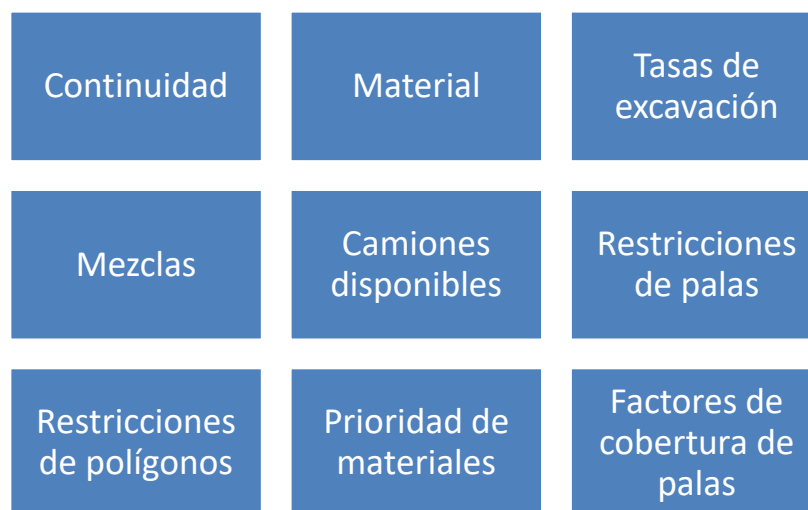 Continuidad
Material
Tasas de
excavación
Mezclas
Camiones
disponibles
Restricciones
de palas
Restricciones
de polígonos
Prioridad de
materiales
Factores de
cobertura de
palas